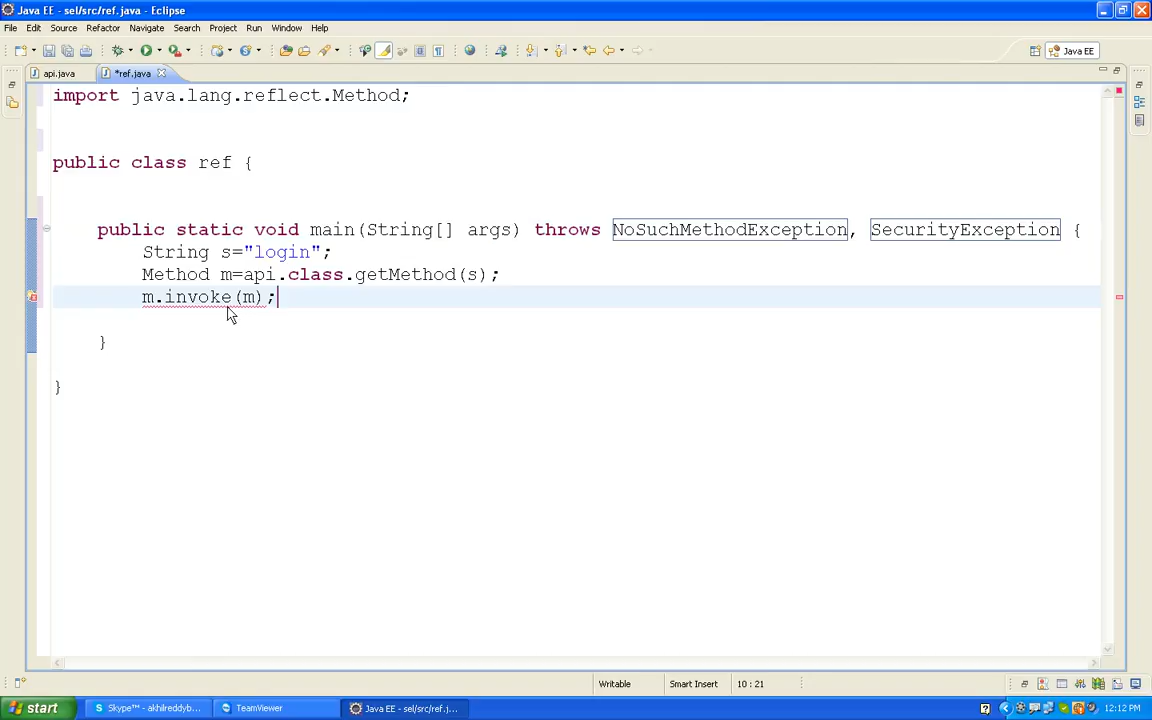 Java EE - sel/src/ref.java - Eclipse
File Edit Source Refactor Navigate Search Project Run Window Help
Java EE
api.java *ref.java
import java.lang.reflect.Method;
public class ref {
public static void main(String[] args) throws NoSuchMethodException, SecurityException {
String s="login";
Method m=api.class.getMethod(s);
m.invoke(m);
}
}
Writable Smart Insert 10 : 21
start Skype™ - akhilreddyb... TeamViewer Java EE - sel/src/ref.j... 12:12 PM